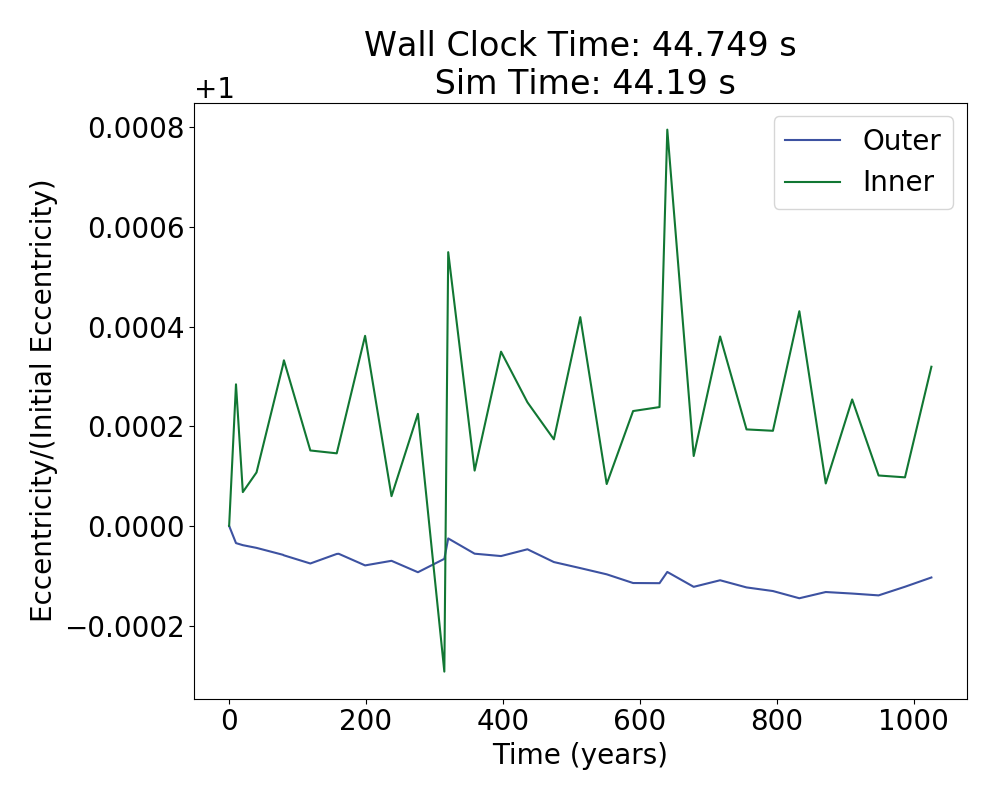 Wall Clock Time: 44.749 s
Sim Time: 44.19 s
+1
0.0008
0.0006
0.0004
0.0002
0.0000
−0.0002
Eccentricity/(Initial Eccentricity)
Outer
Inner
0 200 400 600 800 1000
Time (years)